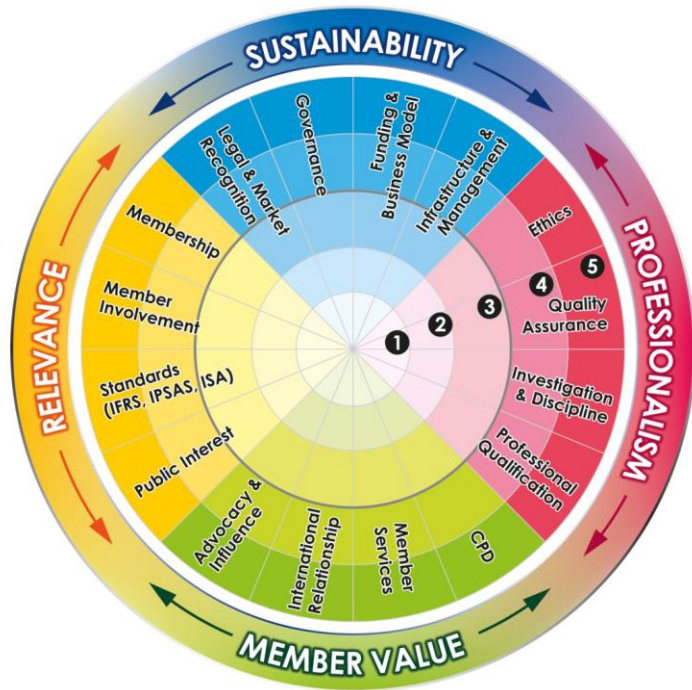 SUSTAINABILITY
Legal & Market
Recognition
Governance
Funding &
Business Model
Infrastructure &
Management
PROFESSIONALISM
Ethics
Quality
Assurance
Investigation
& Discipline
Professional
Qualification
1
2
3
4
5
MEMBER VALUE
CPD
Member
Services
International
Relationship
Advocacy &
Influence
RELEVANCE
Public Interest
Standards
(IFRS, IPSAS, ISA)
Member
Involvement
Membership